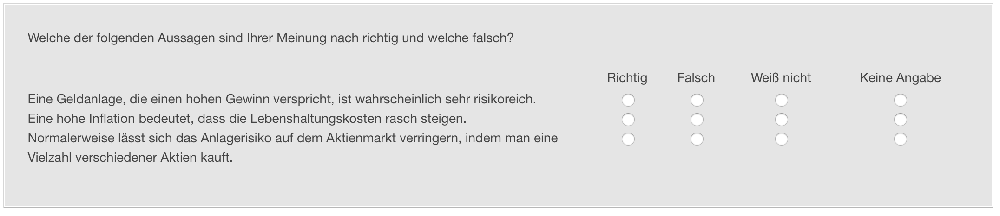 Welche der folgenden Aussagen sind Ihrer Meinung nach richtig und welche falsch?
Richtig Falsch Weiß nicht Keine Angabe
Eine Geldanlage, die einen hohen Gewinn verspricht, ist wahrscheinlich sehr risikoreich.
Eine hohe Inflation bedeutet, dass die Lebenshaltungskosten rasch steigen.
Normalerweise lässt sich das Anlagerisiko auf dem Aktienmarkt verringern, indem man eine
Vielzahl verschiedener Aktien kauft.